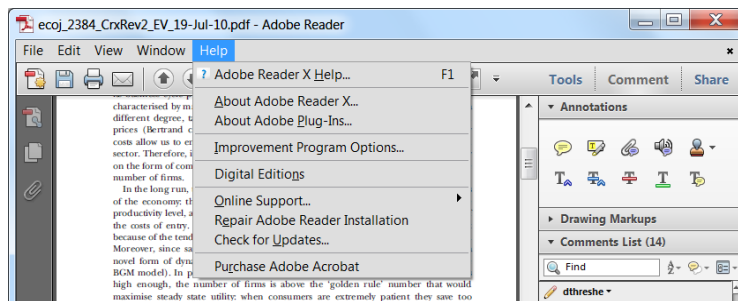 ecoj_2384_CrxRev2_EV_19-Jul-10.pdf - Adobe Reader
File Edit View Window Help
Adobe Reader X Help... F1
Tools Comment Share
About Adobe Reader X...
About Adobe Plug-Ins...
Improvement Program Options...
Digital Editions
Online Support...
Repair Adobe Reader Installation
Check for Updates...
Purchase Adobe Acrobat
characterised by
different degree,
prices (Bertrand
costs allow us to
sector. Therefore,
on the form of
number of firms.
In the long run,
of the economy:
productivity level,
the costs of entry.
because of the
Moreover, since
novel form of
BGM model). In
high enough, the number of firms is above the 'golden rule' number that would
maximise steady state utility: when consumers are extremely patient they save too
Annotations
Drawing Markups
Comments List (14)
Find
dthreshe